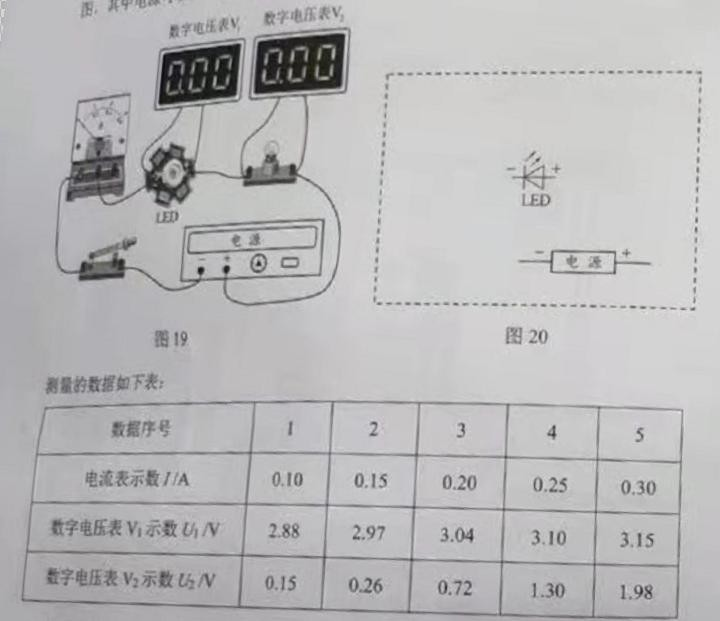 图，其中电源
数字电压表V₁ 数字电压表V₂
0.00 0.00
LED
电源
- +
图19
- +
LED
- 电源 +
图20
测量的数据如下表：
数据序号 1 2 3 4 5
电流表示数 I/A 0.10 0.15 0.20 0.25 0.30
数字电压表 V₁ 示数 U₁/V 2.88 2.97 3.04 3.10 3.15
数字电压表 V₂ 示数 U₂/V 0.15 0.26 0.72 1.30 1.98